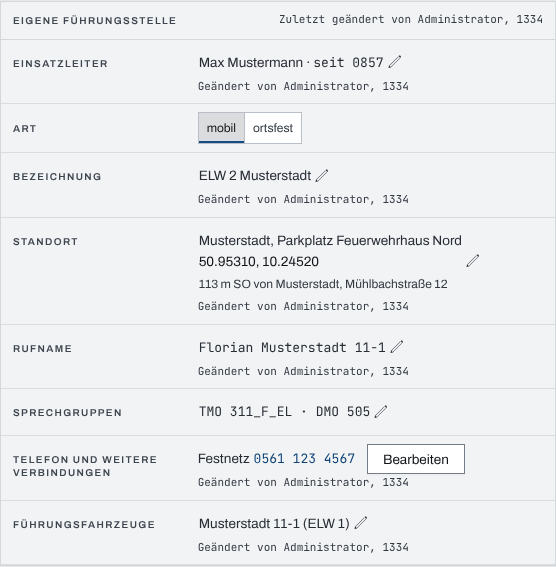 EIGENE FÜHRUNGSSTELLE Zuletzt geändert von Administrator, 1334
EINSATZLEITER Max Mustermann · seit 0857
Geändert von Administrator, 1334
ART mobil ortsfest
BEZEICHNUNG ELW 2 Musterstadt
Geändert von Administrator, 1334
STANDORT Musterstadt, Parkplatz Feuerwehrhaus Nord
50.95310, 10.24520
113 m SO von Musterstadt, Mühlbachstraße 12
Geändert von Administrator, 1334
RUFNAME Florian Musterstadt 11-1
Geändert von Administrator, 1334
SPRECHGRUPPEN TMO 311_F_EL · DMO 505
TELEFON UND WEITERE VERBINDUNGEN Festnetz 0561 123 4567 Bearbeiten
Geändert von Administrator, 1334
FÜHRUNGSFAHRZEUGE Musterstadt 11-1 (ELW 1)
Geändert von Administrator, 1334